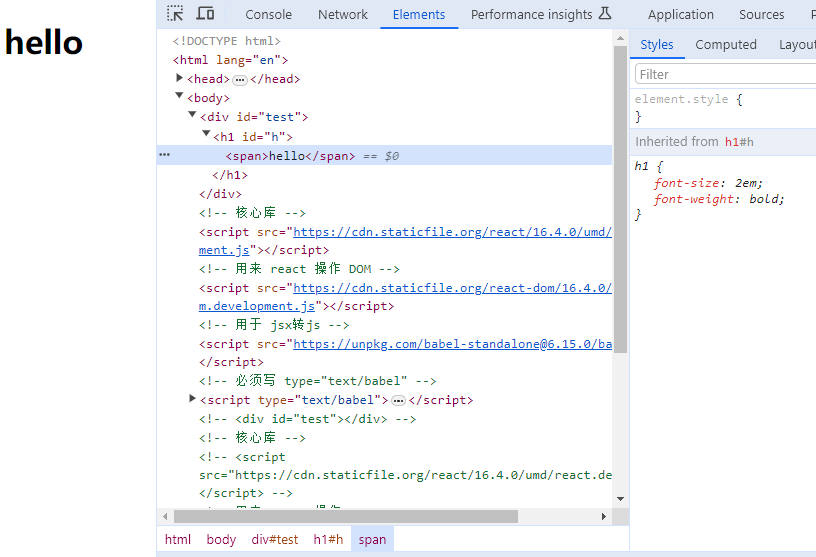 hello
Console Network Elements Performance insights Application Sources
<!DOCTYPE html>
<html lang="en">
<head> ••• </head>
<body>
<div id="test">
<h1 id="h">
••• <span>hello</span> == $0
</h1>
</div>
<!-- 核心库 -->
<script src="https://cdn.staticfile.org/react/16.4.0/umd/
ment.js"></script>
<!-- 用来 react 操作 DOM -->
<script src="https://cdn.staticfile.org/react-dom/16.4.0/
m.development.js"></script>
<!-- 用于 jsx转js -->
<script src="https://unpkg.com/babel-standalone@6.15.0/ba
</script>
<!-- 必须写 type="text/babel" -->
<script type="text/babel"> ••• </script>
<!-- <div id="test"></div> -->
<!-- 核心库 -->
<!-- <script
src="https://cdn.staticfile.org/react/16.4.0/umd/react.de
</script> -->
html body div#test h1#h span
Styles Computed Layou
Filter
element.style {
}
Inherited from h1#h
h1 {
font-size: 2em;
font-weight: bold;
}